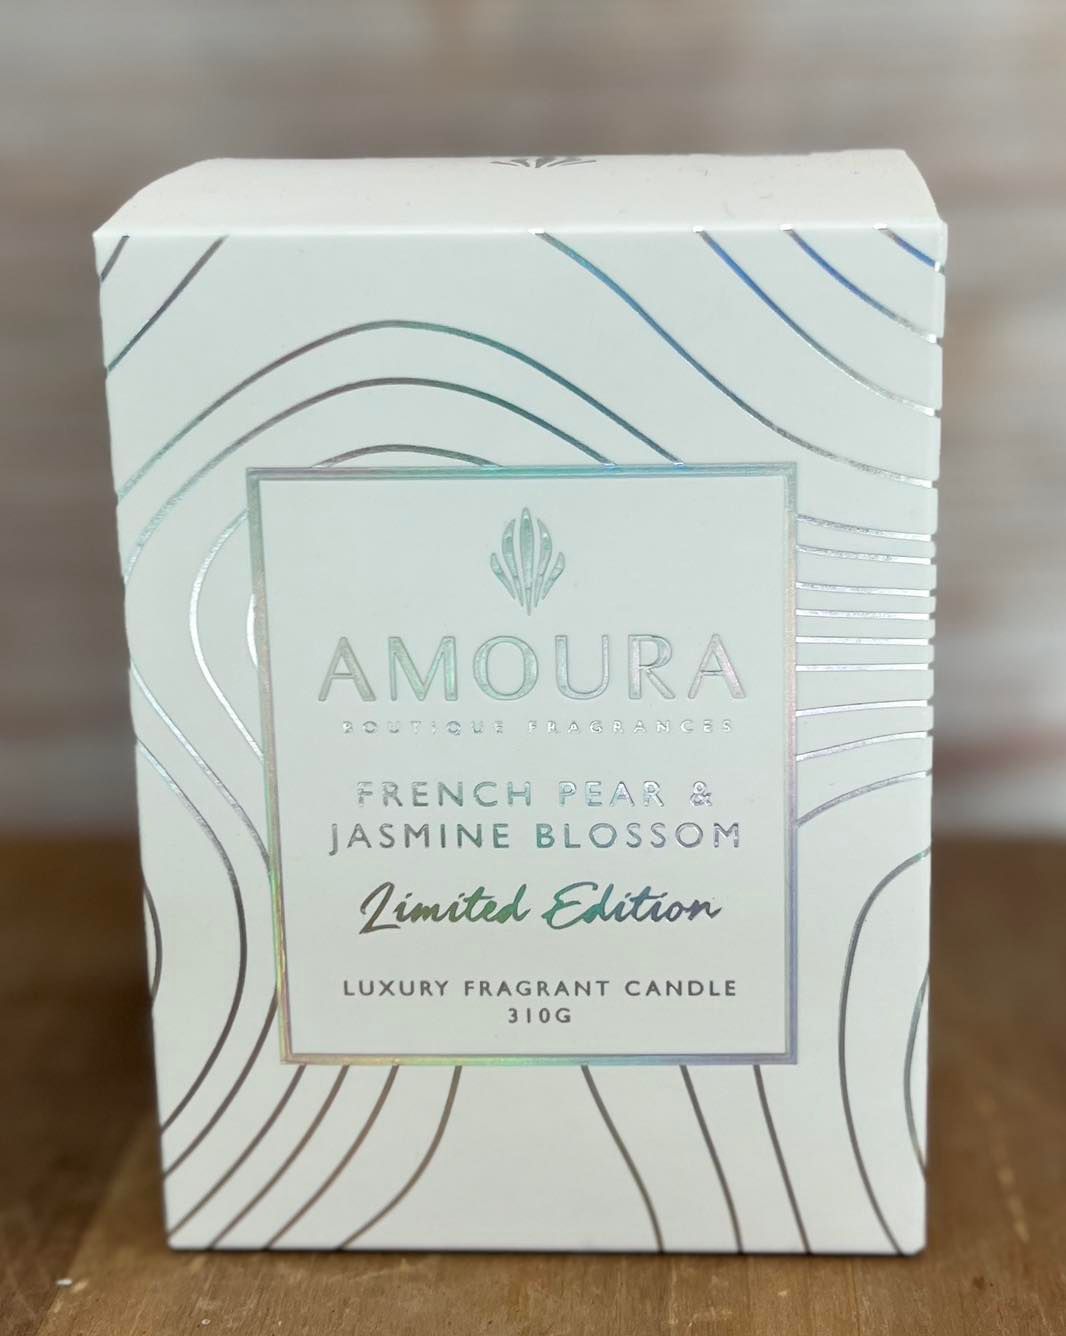 AMOURA
BOUTIQUE FRAGRANCES
FRENCH PEAR &
JASMINE BLOSSOM
Limited Edition
LUXURY FRAGRANT CANDLE
310G